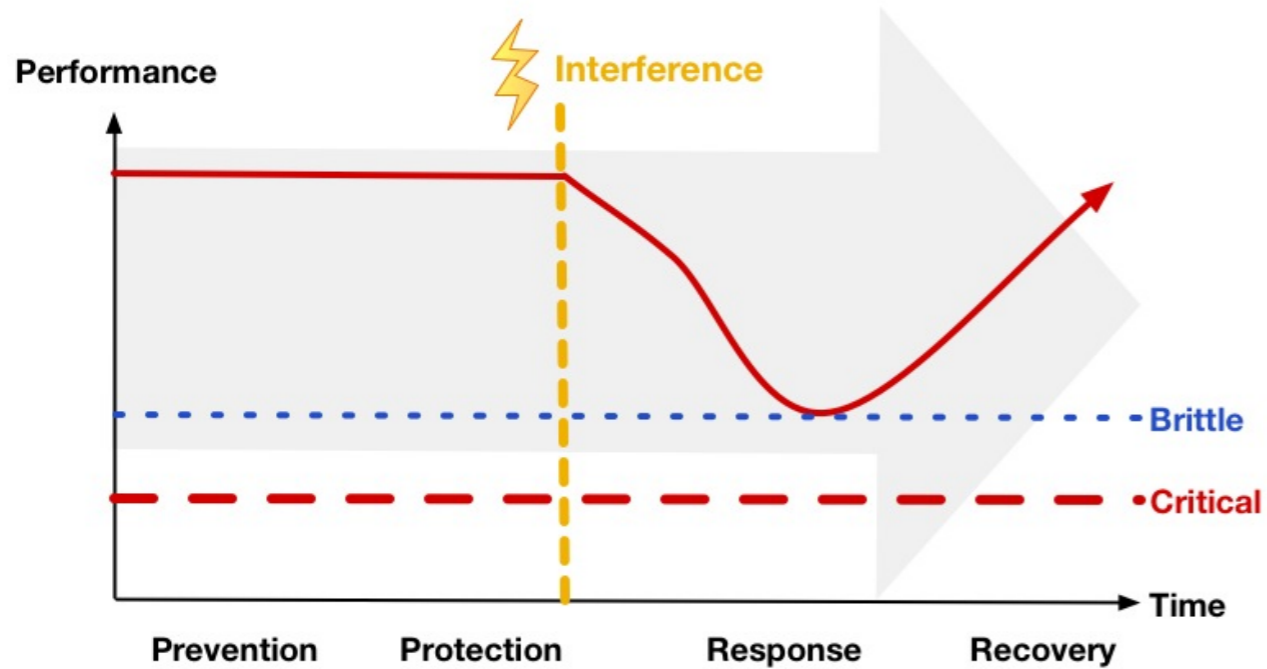 Performance
Interference
Brittle
Critical
Time
Prevention Protection Response Recovery